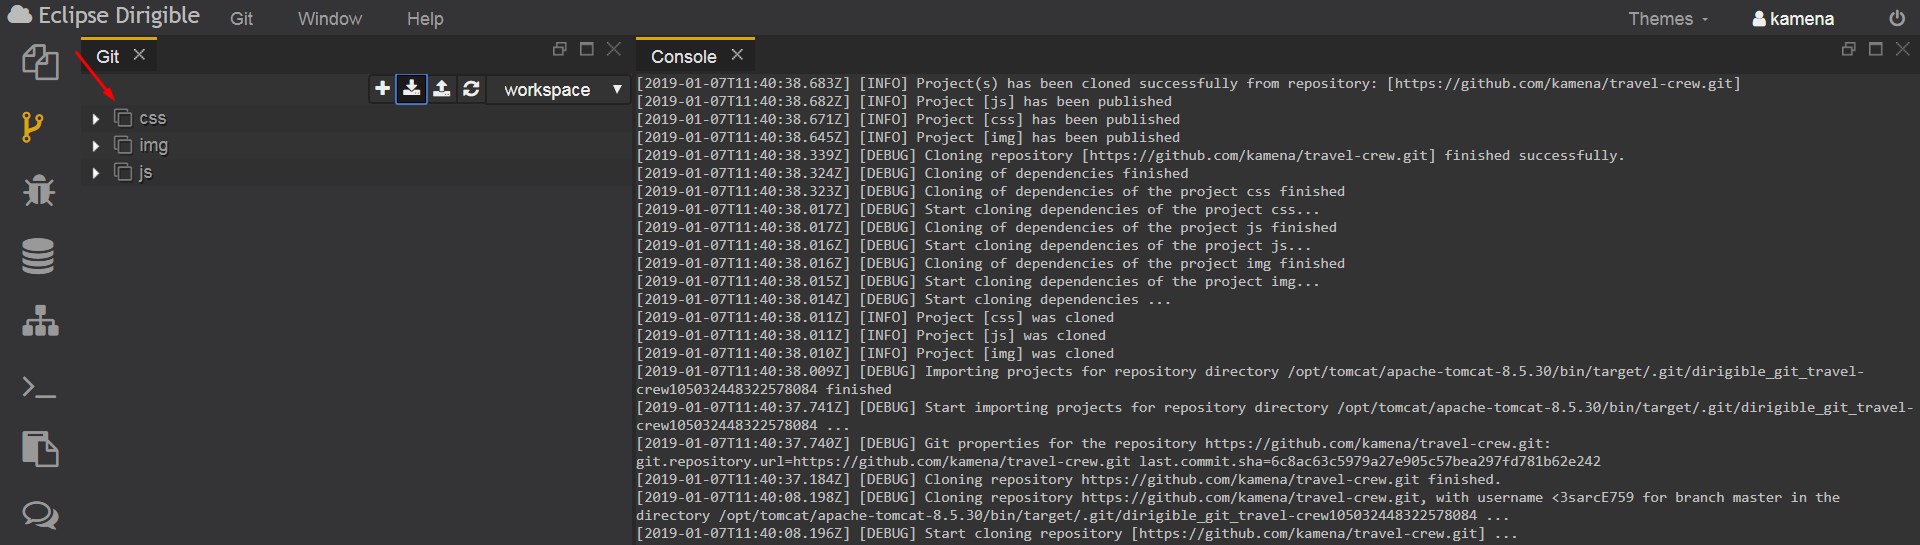 Eclipse Dirigible Git Window Help Themes kamena
Git
Console
workspace
css
img
js
[2019-01-07T11:40:38.683Z] [INFO] Project(s) has been cloned successfully from repository: [https://github.com/kamena/travel-crew.git]
[2019-01-07T11:40:38.682Z] [INFO] Project [js] has been published
[2019-01-07T11:40:38.671Z] [INFO] Project [css] has been published
[2019-01-07T11:40:38.645Z] [INFO] Project [img] has been published
[2019-01-07T11:40:38.339Z] [DEBUG] Cloning repository [https://github.com/kamena/travel-crew.git] finished successfully.
[2019-01-07T11:40:38.324Z] [DEBUG] Cloning of dependencies finished
[2019-01-07T11:40:38.323Z] [DEBUG] Cloning of dependencies of the project css finished
[2019-01-07T11:40:38.017Z] [DEBUG] Start cloning dependencies of the project css...
[2019-01-07T11:40:38.017Z] [DEBUG] Cloning of dependencies of the project js finished
[2019-01-07T11:40:38.016Z] [DEBUG] Start cloning dependencies of the project js...
[2019-01-07T11:40:38.016Z] [DEBUG] Cloning of dependencies of the project img finished
[2019-01-07T11:40:38.015Z] [DEBUG] Start cloning dependencies of the project img...
[2019-01-07T11:40:38.014Z] [DEBUG] Start cloning dependencies ...
[2019-01-07T11:40:38.011Z] [INFO] Project [css] was cloned
[2019-01-07T11:40:38.011Z] [INFO] Project [js] was cloned
[2019-01-07T11:40:38.010Z] [INFO] Project [img] was cloned
[2019-01-07T11:40:38.009Z] [DEBUG] Importing projects for repository directory /opt/tomcat/apache-tomcat-8.5.30/bin/target/.git/dirigible_git_travel-
crew105032448322578084 finished
[2019-01-07T11:40:37.741Z] [DEBUG] Start importing projects for repository directory /opt/tomcat/apache-tomcat-8.5.30/bin/target/.git/dirigible_git_travel-
crew105032448322578084 ...
[2019-01-07T11:40:37.740Z] [DEBUG] Git properties for the repository https://github.com/kamena/travel-crew.git:
git.repository.url=https://github.com/kamena/travel-crew.git last.commit.sha=6c8ac63c5979a27e905c57bea297fd781b62e242
[2019-01-07T11:40:37.184Z] [DEBUG] Cloning repository https://github.com/kamena/travel-crew.git finished.
[2019-01-07T11:40:08.198Z] [DEBUG] Cloning repository https://github.com/kamena/travel-crew.git, with username <3sarcE759 for branch master in the
directory /opt/tomcat/apache-tomcat-8.5.30/bin/target/.git/dirigible_git_travel-crew105032448322578084 ...
[2019-01-07T11:40:08.196Z] [DEBUG] Start cloning repository [https://github.com/kamena/travel-crew.git] ...